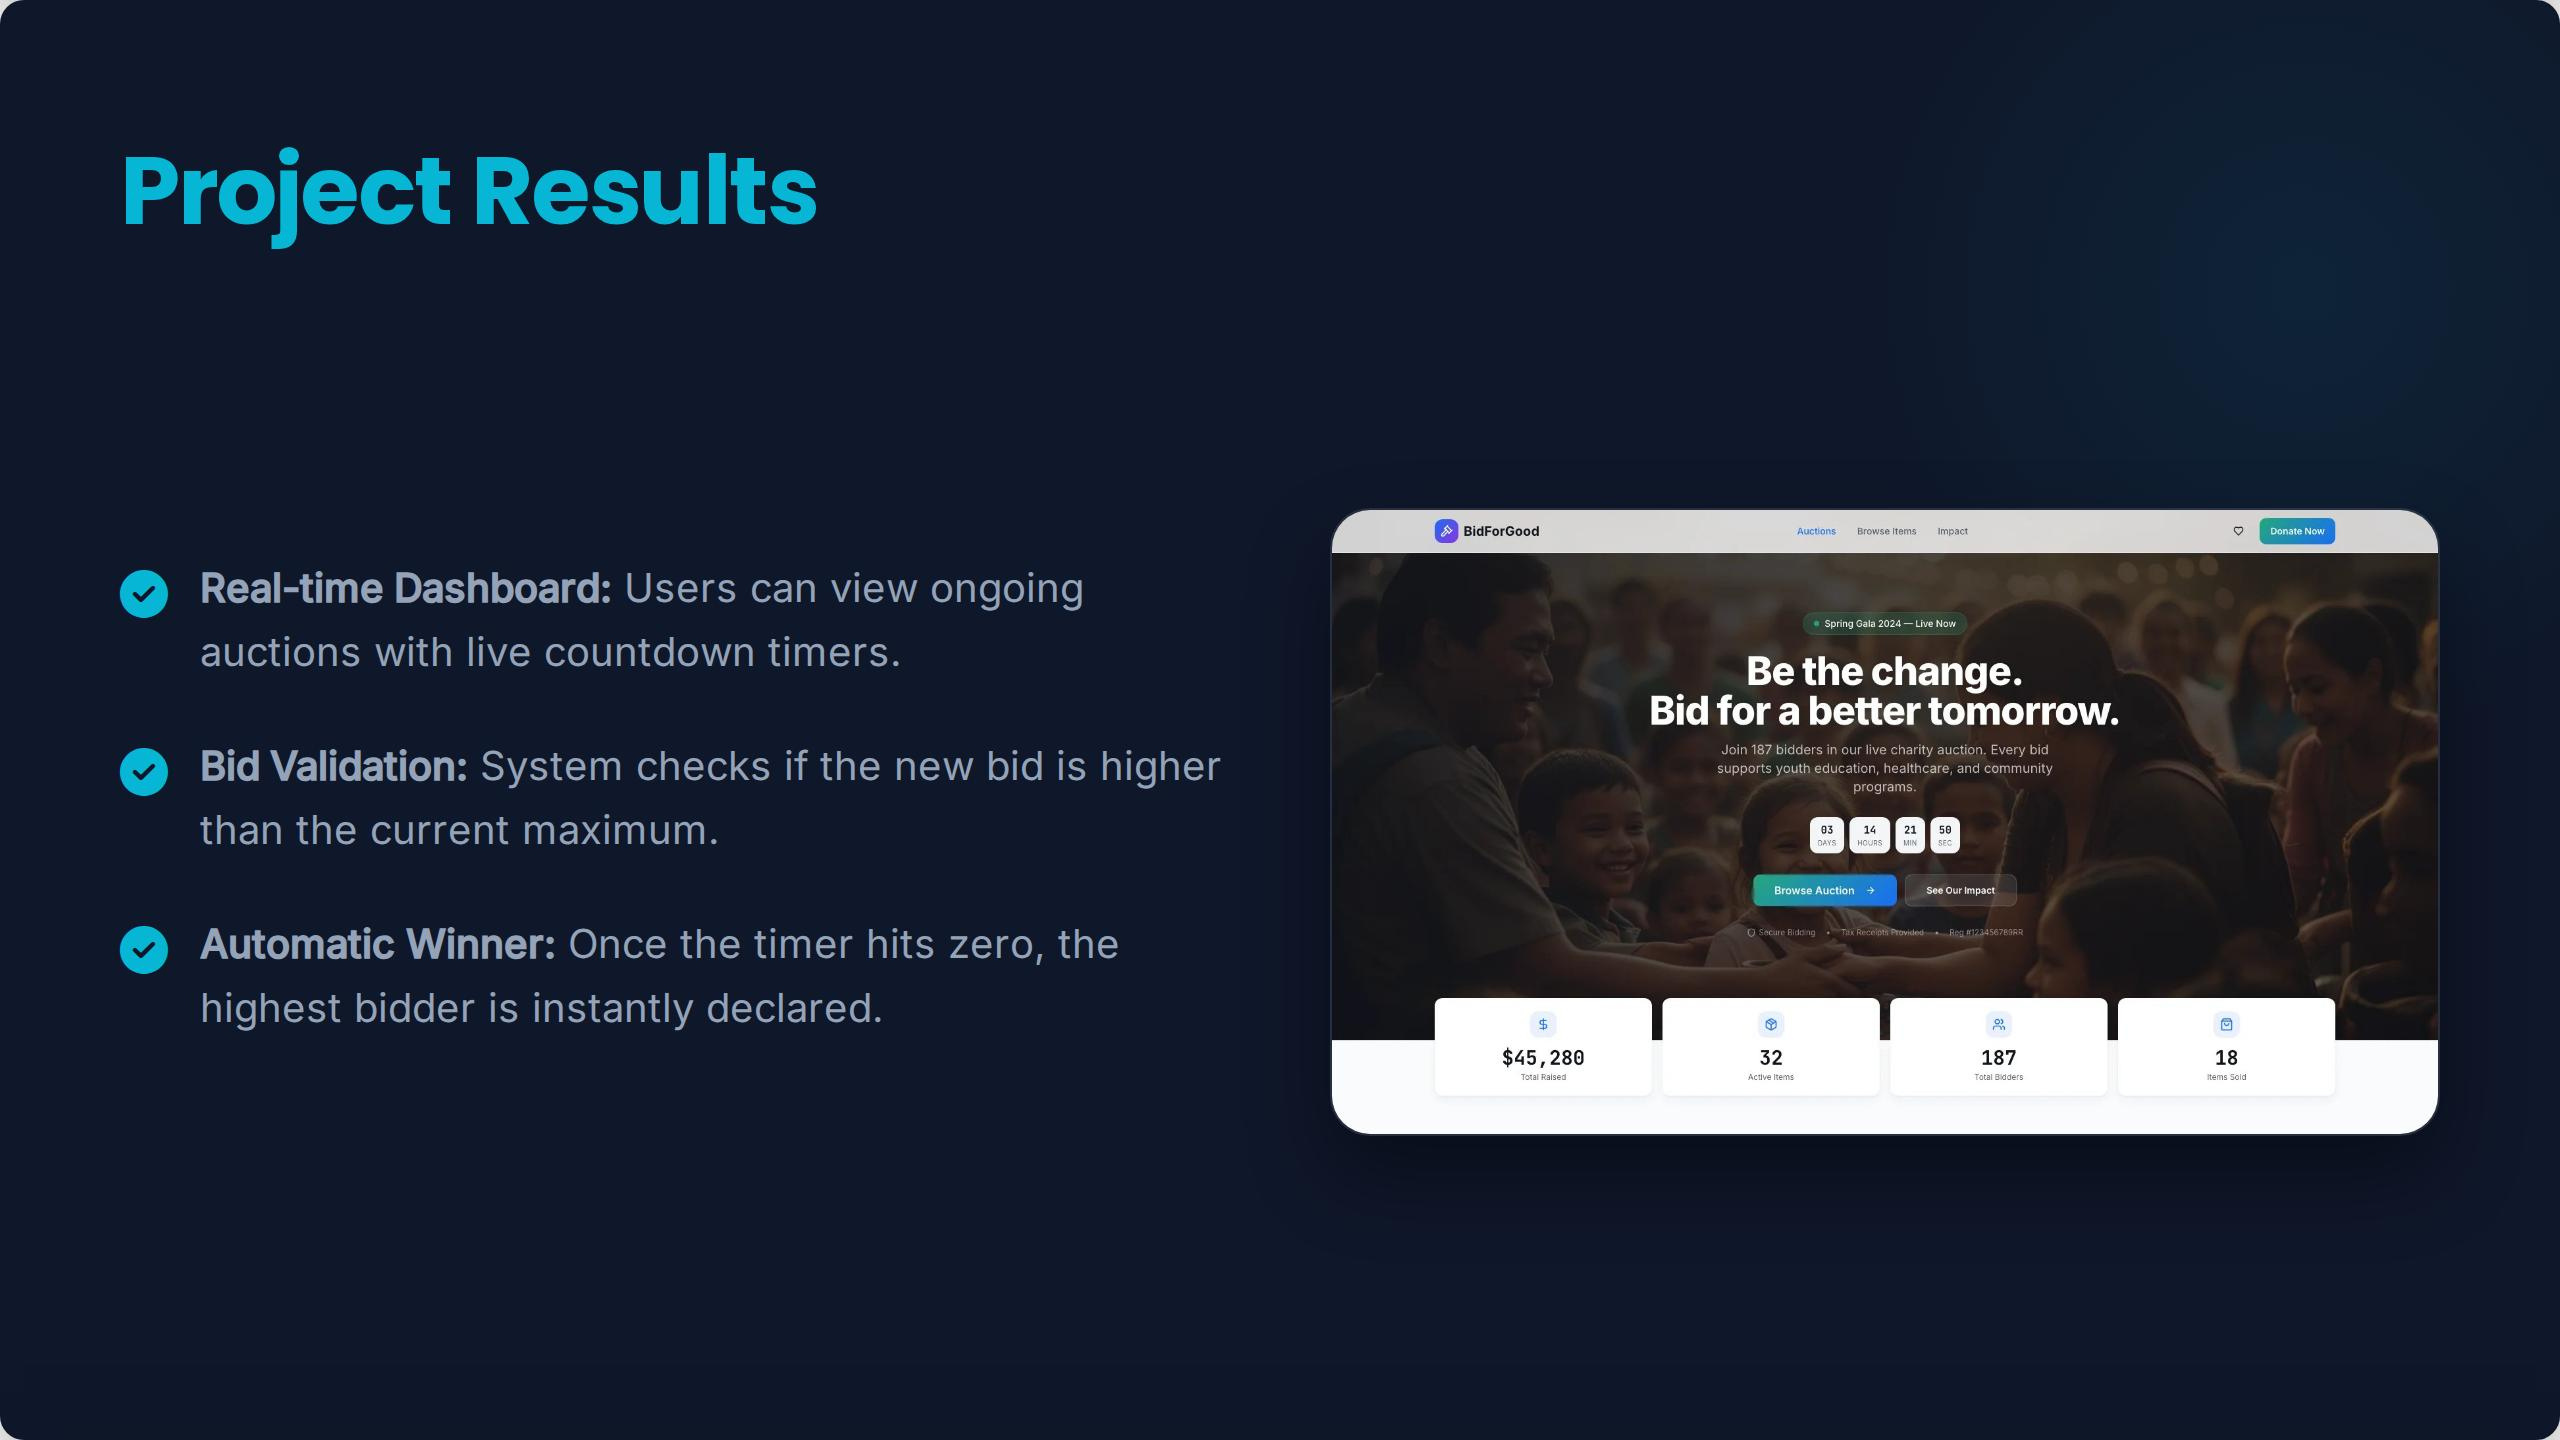 Project Results
Real-time Dashboard: Users can view ongoing
auctions with live countdown timers.
Bid Validation: System checks if the new bid is higher
than the current maximum.
Automatic Winner: Once the timer hits zero, the
highest bidder is instantly declared.
BidForGood
Auctions Browse Items Impact
Donate Now
Spring Gala 2024 — Live Now
Be the change.
Bid for a better tomorrow.
Join 187 bidders in our live charity auction. Every bid
supports youth education, healthcare, and community
programs.
03 14 21 50
DAYS HOURS MIN SEC
Browse Auction → See Our Impact
Secure Bidding • Tax Receipts Provided • Reg #123456789RR
$45,280
Total Raised
32
Active Items
187
Total Bidders
18
Items Sold